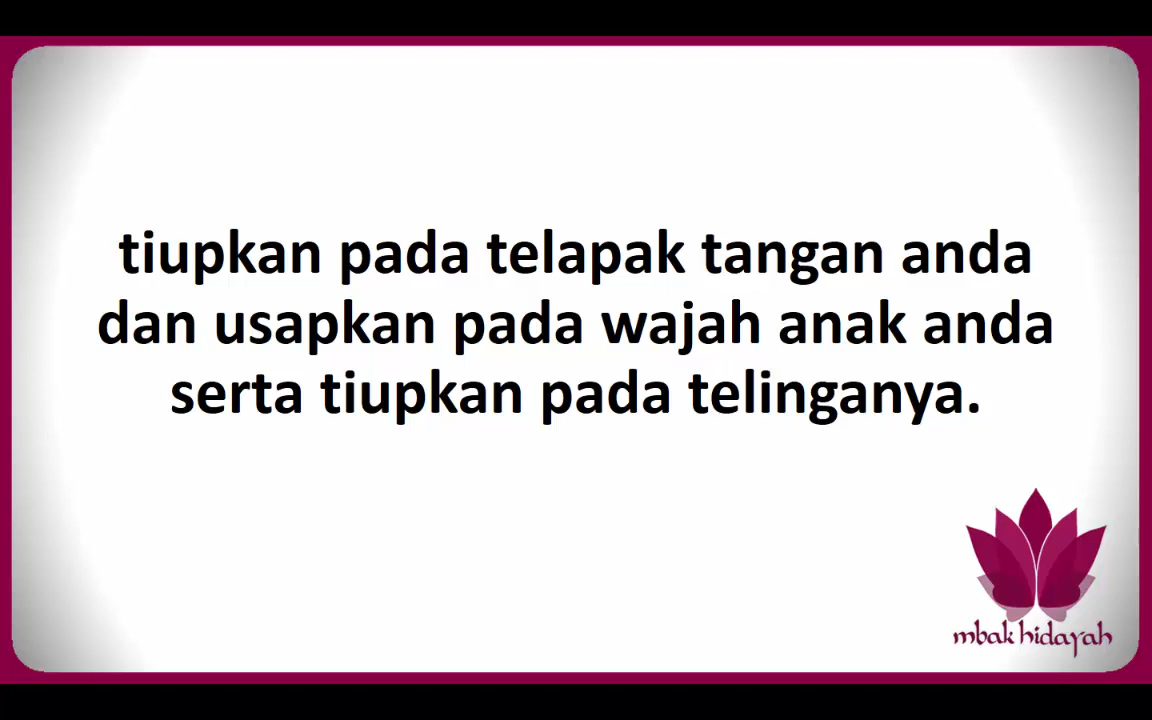 tiupkan pada telapak tangan anda
dan usapkan pada wajah anak anda
serta tiupkan pada telinganya.
mbak hidayah